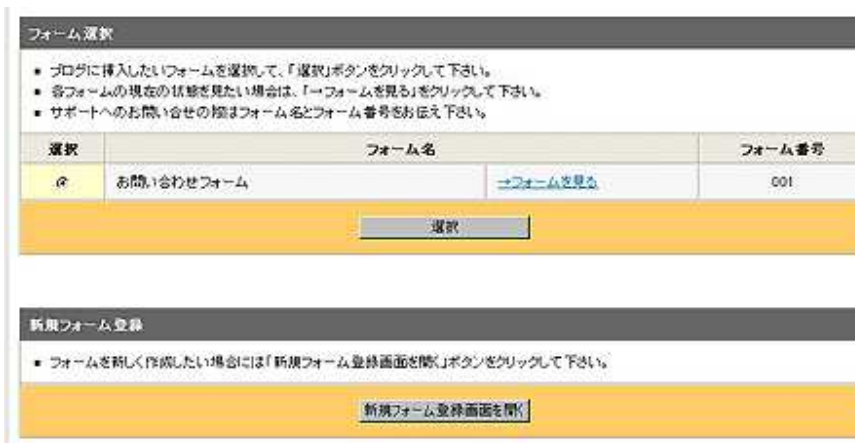 フォーム選択
■ ブログに挿入したいフォームを選択して、「選択」ボタンをクリックして下さい。
■ 各フォームの現在の状態を見たい場合は、「→フォームを見る」をクリックして下さい。
■ サポートへのお問い合せの際はフォーム名とフォーム番号をお伝え下さい。
選択 フォーム名 フォーム番号
お問い合わせフォーム →フォームを見る 001
選択
新規フォーム登録
■ フォームを新しく作成したい場合には「新規フォーム登録画面を開く」ボタンをクリックして下さい。
新規フォーム登録画面を開く